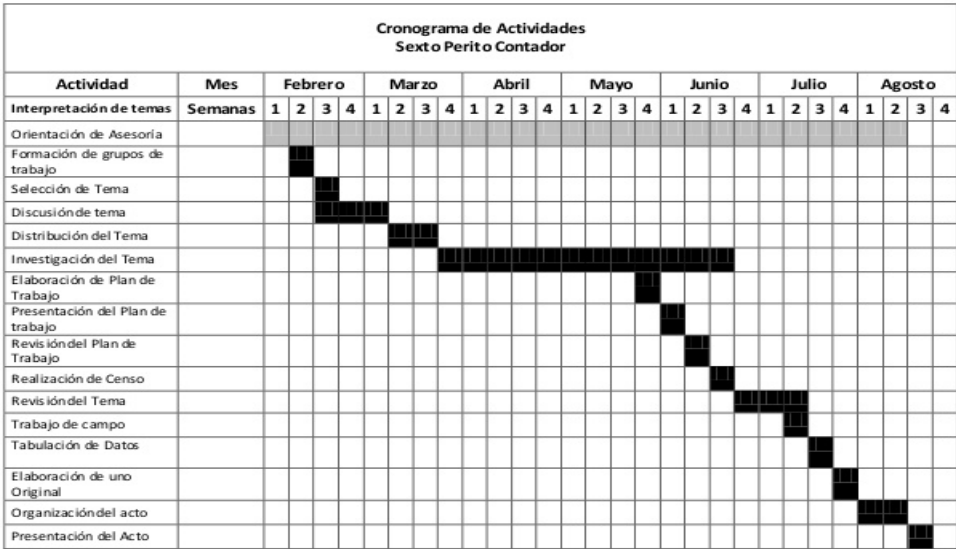 Cronograma de Actividades
Sexto Perito Contador
Actividad Mes Febrero Marzo Abril Mayo Junio Julio Agosto
Interpretación de temas Semanas 1 2 3 4 1 2 3 4 1 2 3 4 1 2 3 4 1 2 3 4 1 2 3 4 1 2 3 4
Orientación de Asesoría
Formación de grupos de
trabajo
Selección de Tema
Discusión de tema
Distribución del Tema
Investigación del Tema
Elaboración de Plan de
Trabajo
Presentación del Plan de
trabajo
Revisión del Plan de
Trabajo
Realización de Censo
Revisión del Tema
Trabajo de campo
Tabulación de Datos
Elaboración de uno
Original
Organización del acto
Presentación del Acto